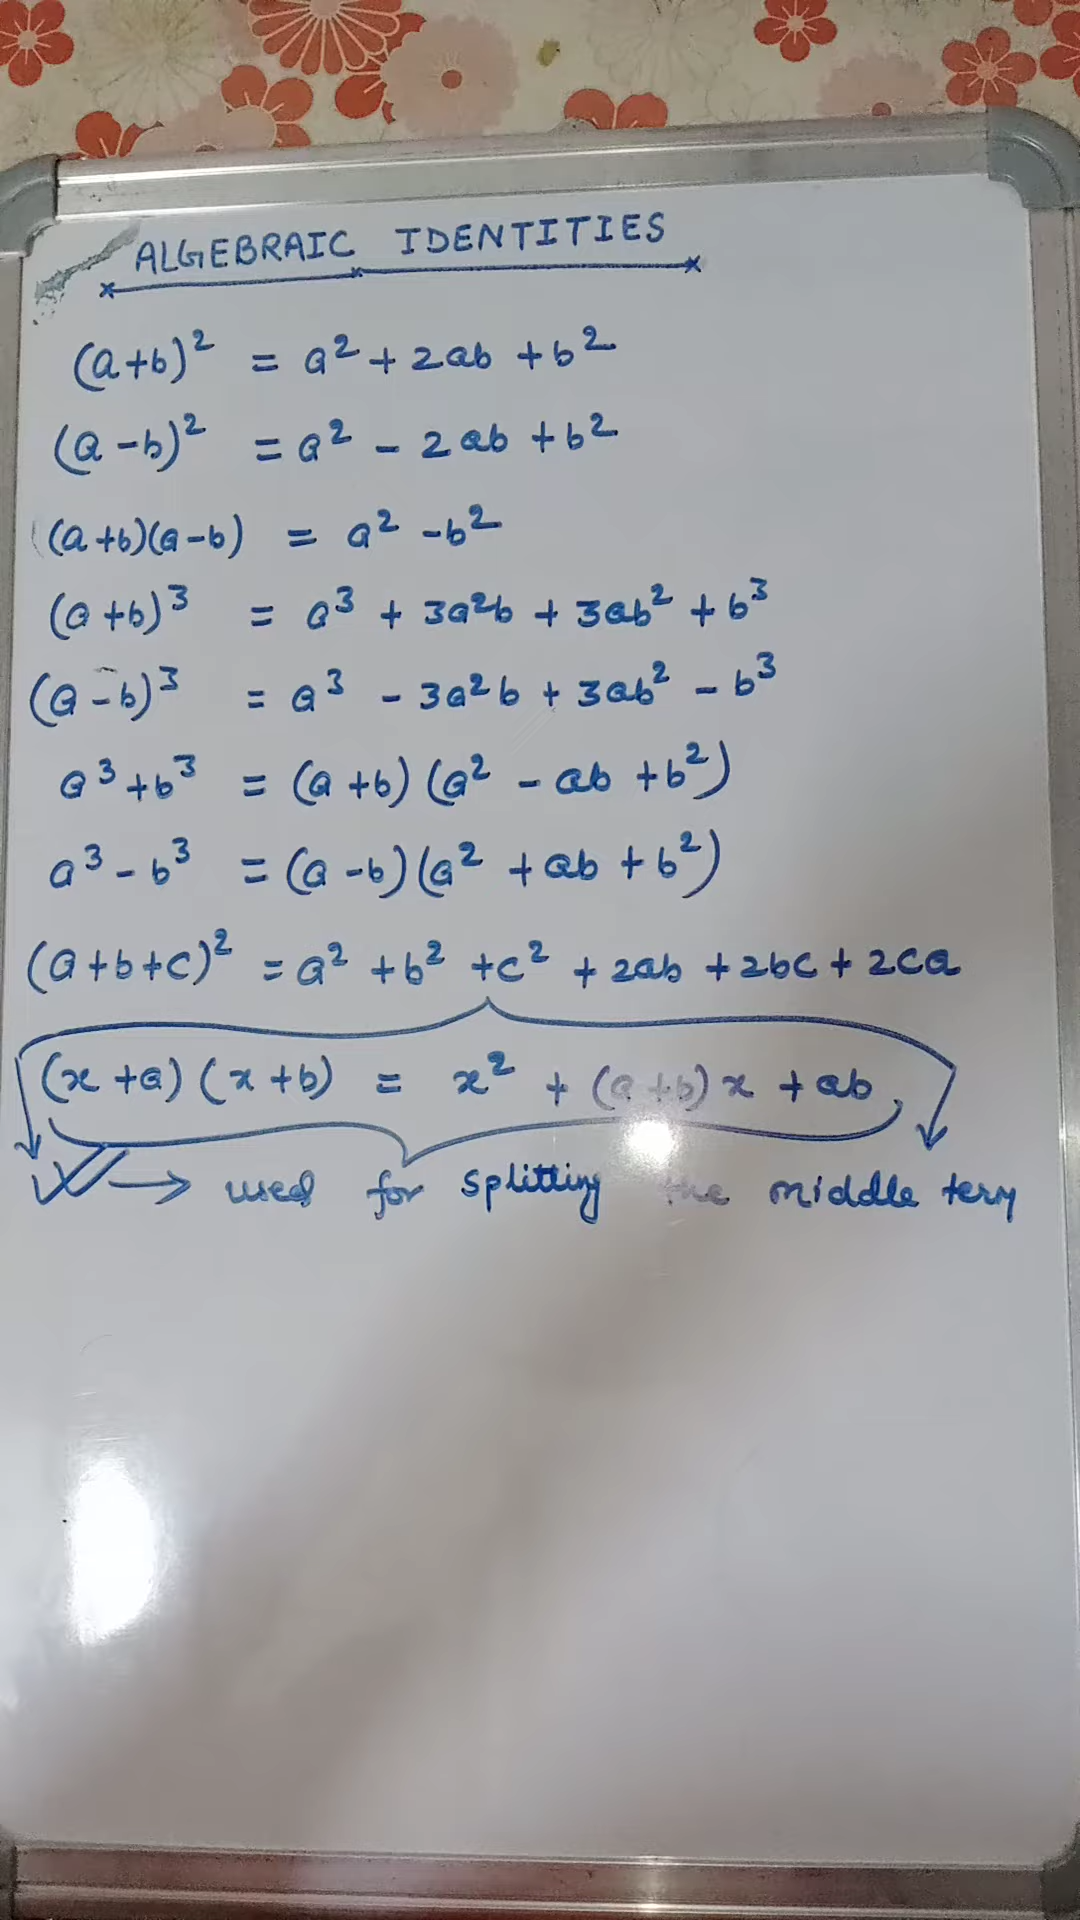 ALGEBRAIC IDENTITIES
(a+b)² = a² + 2ab + b²
(a-b)² = a² - 2ab + b²
(a+b)(a-b) = a² - b²
(a+b)³ = a³ + 3a²b + 3ab² + b³
(a-b)³ = a³ - 3a²b + 3ab² - b³
a³+b³ = (a+b)(a² - ab + b²)
a³-b³ = (a-b)(a² + ab + b²)
(a+b+c)² = a² + b² + c² + 2ab + 2bc + 2ca
(x+a)(x+b) = x² + (a+b)x + ab
→ used for splitting the middle term